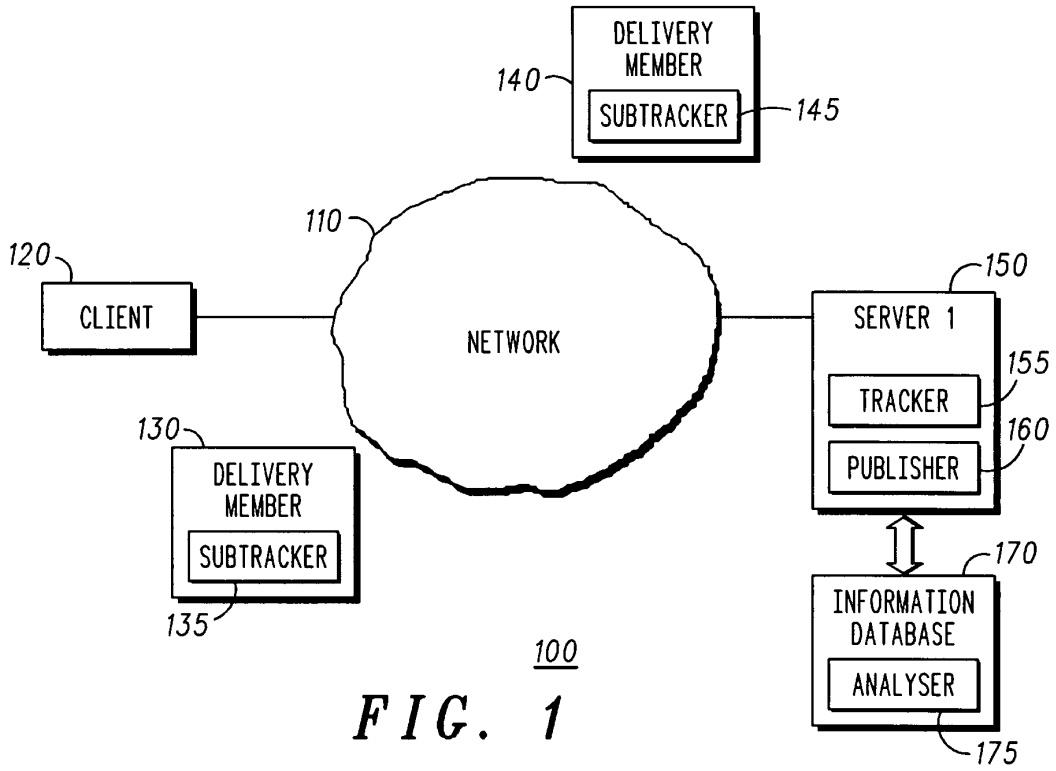 DELIVERY
MEMBER
140
SUBTRACKER
145
110
120
CLIENT
NETWORK
150
SERVER 1
155
TRACKER
160
PUBLISHER
130
DELIVERY
MEMBER
SUBTRACKER
135
170
INFORMATION
DATABASE
ANALYSER
175
100
FIG. 1